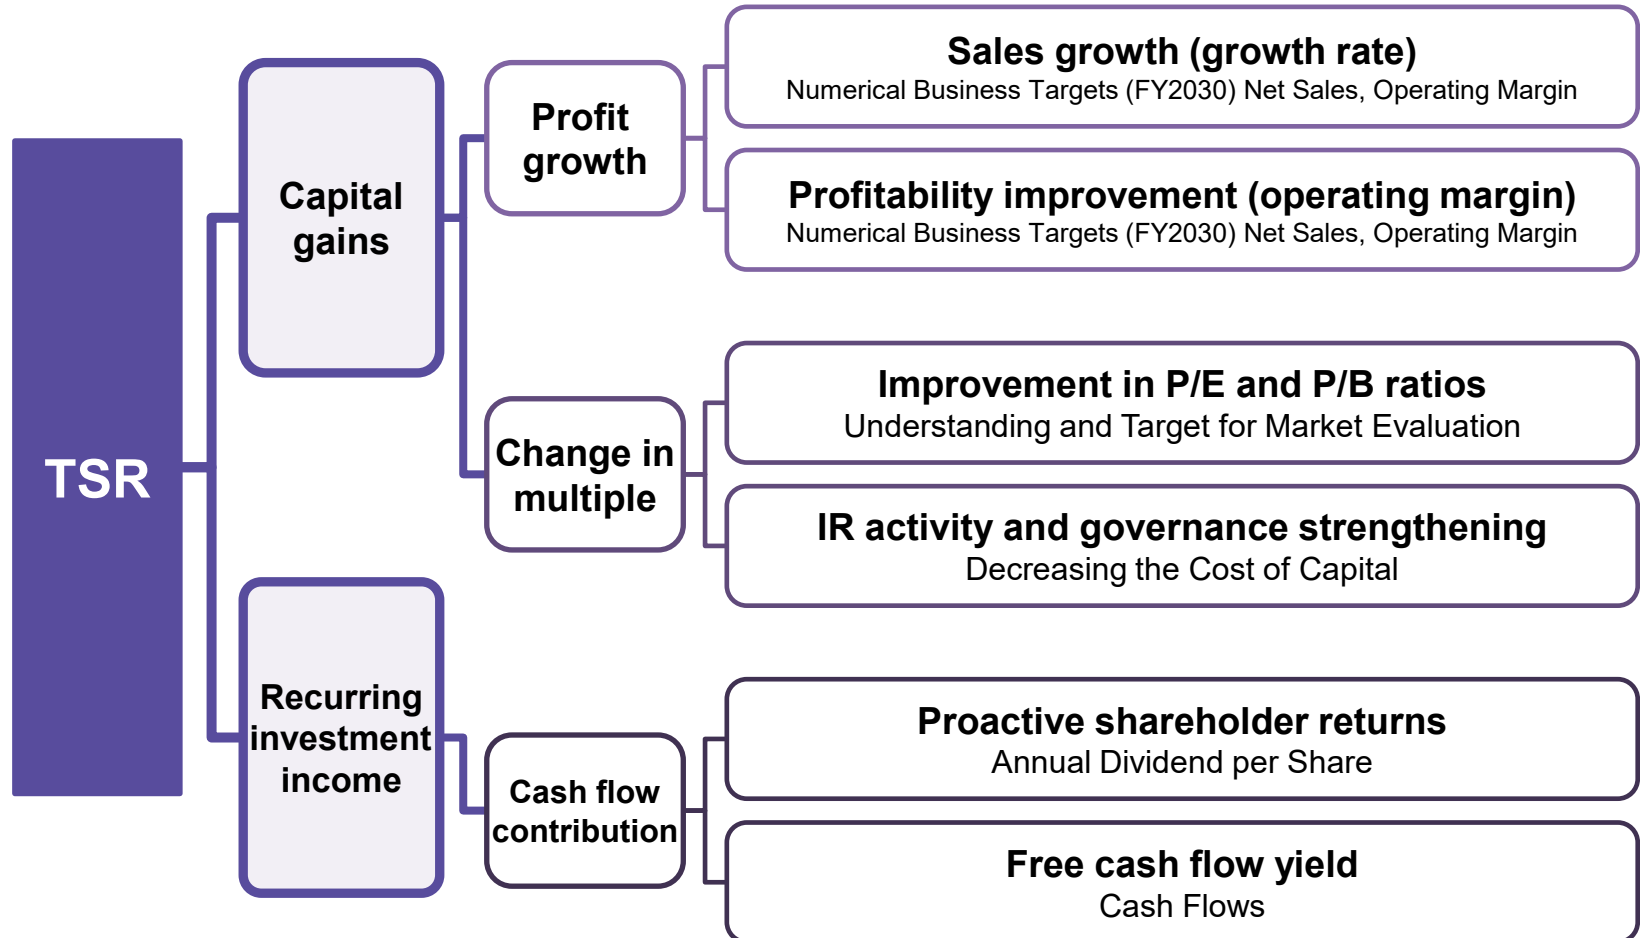 TSR
Capital
gains
Profit
growth
Sales growth (growth rate)
Numerical Business Targets (FY2030) Net Sales, Operating Margin
Profitability improvement (operating margin)
Numerical Business Targets (FY2030) Net Sales, Operating Margin
Change in
multiple
Improvement in P/E and P/B ratios
Understanding and Target for Market Evaluation
IR activity and governance strengthening
Decreasing the Cost of Capital
Recurring
investment
income
Cash flow
contribution
Proactive shareholder returns
Annual Dividend per Share
Free cash flow yield
Cash Flows